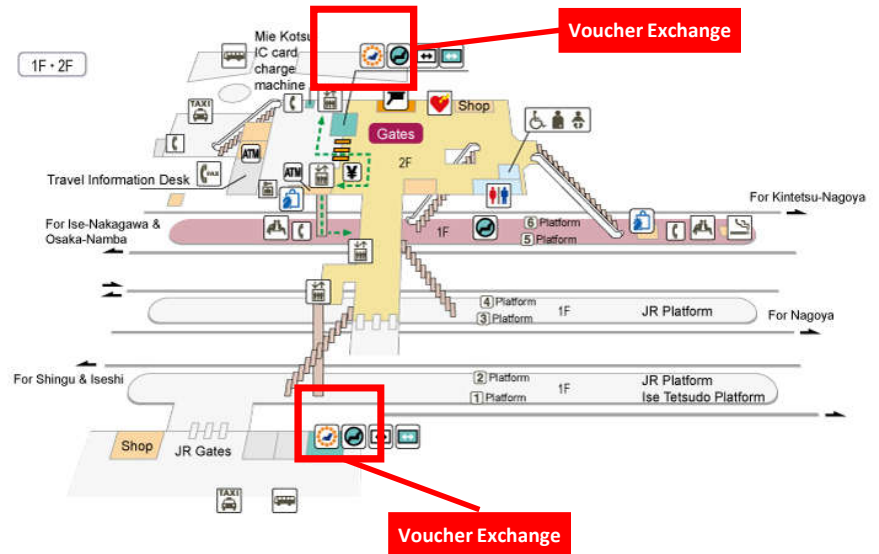 Voucher Exchange
Mie Kotsu
IC card
charge
machine
1F・2F
TAXI
Shop
Gates
2F
ATM
ATM
¥
Travel Information Desk
FAX
For Kintetsu-Nagoya
For Ise-Nakagawa &
Osaka-Namba
1F
6 Platform
5 Platform
4 Platform
3 Platform
1F
JR Platform
For Nagoya
For Shingu & Iseshi
2 Platform
1 Platform
1F
JR Platform
Ise Tetsudo Platform
Shop
JR Gates
TAXI
Voucher Exchange